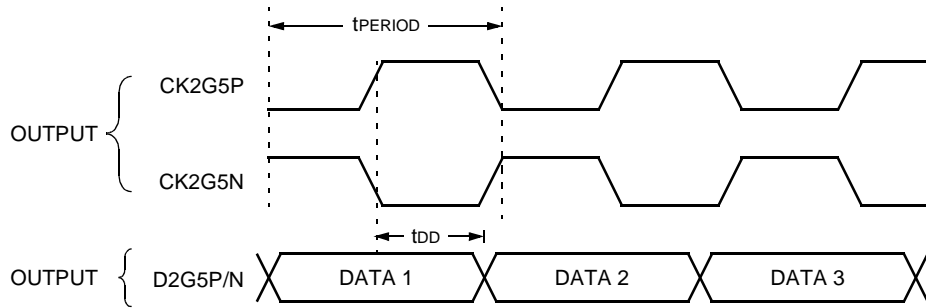 tPERIOD
CK2G5P
OUTPUT
CK2G5N
tDD
OUTPUT
D2G5P/N
DATA 1
DATA 2
DATA 3